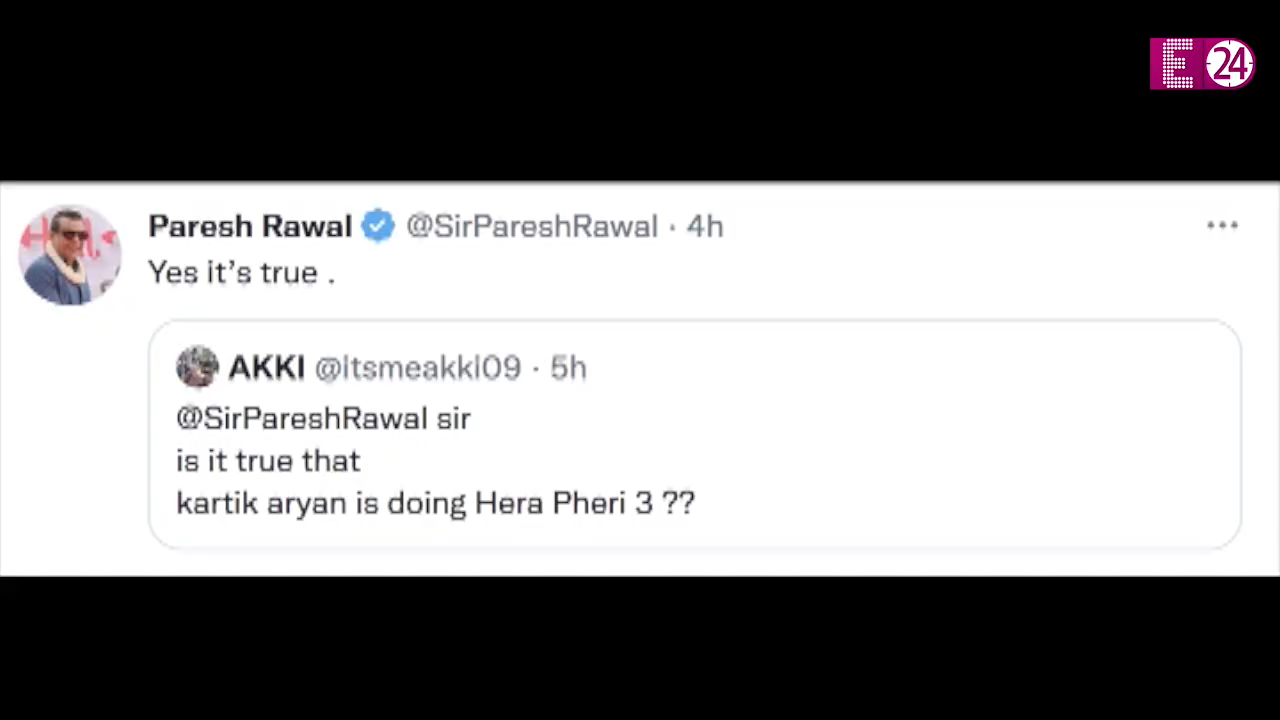 E 24
Paresh Rawal @SirPareshRawal · 4h
Yes it's true .
AKKI @Itsmeakki09 · 5h
@SirPareshRawal sir
is it true that
kartik aryan is doing Hera Pheri 3 ??